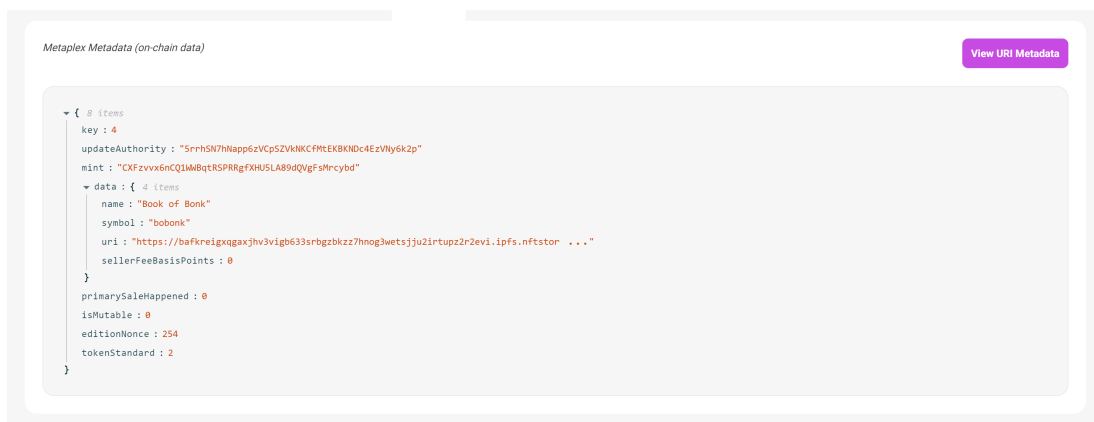 Metaplex Metadata (on-chain data)
View URI Metadata
{ 8 items
key : 4
updateAuthority : "5rrhSN7hNapp6zVCpSZVkNKCfMtEKBKNDc4EzVNy6k2p"
mint : "CXFzvvx6nCQ1WWBqtRSPRRgfXHU5LA89dQVgFsMrcybd"
data : { 4 items
name : "Book of Bonk"
symbol : "bobonk"
uri : "https://bafkreigxqgaxjhv3vigb633srbgzbkzz7hnog3wetsjju2irtupz2r2evi.ipfs.nftstor ..."
sellerFeeBasisPoints : 0
}
primarySaleHappened : 0
isMutable : 0
editionNonce : 254
tokenStandard : 2
}